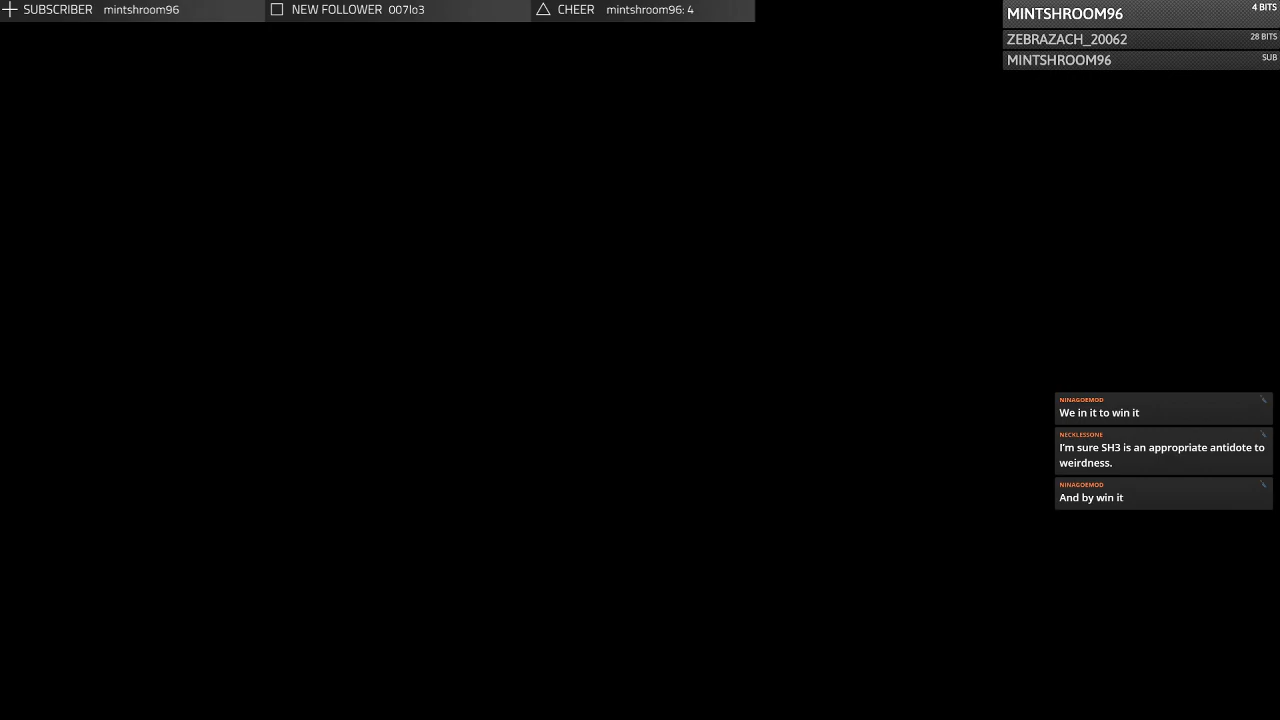 SUBSCRIBER mintshroom96
NEW FOLLOWER 007lo3
CHEER mintshroom96: 4
MINTSHROOM96 4 BITS
ZEBRAZACH_20062 28 BITS
MINTSHROOM96 SUB
NINAGOEMOD
We in it to win it
NECKLESSONE
I'm sure SH3 is an appropriate antidote to
weirdness.
NINAGOEMOD
And by win it